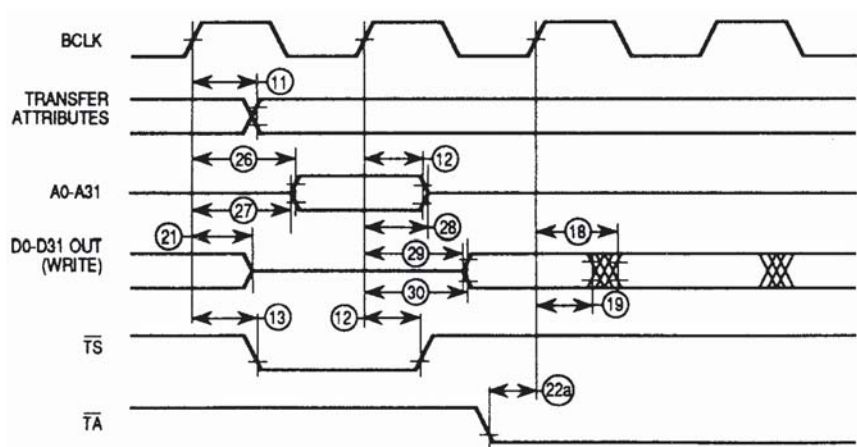 BCLK
11
TRANSFER
ATTRIBUTES
26
12
A0-A31
27
28
21
29
18
D0-D31 OUT
(WRITE)
30
19
13
12
TS
22a
TA